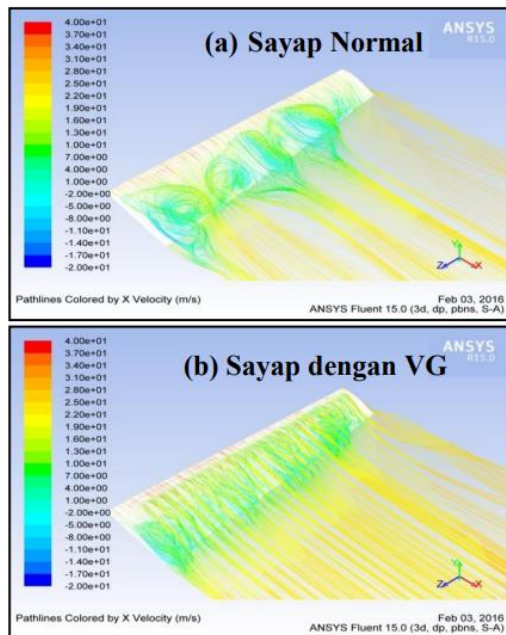 (a) Sayap Normal
ANSYS
R15.0
4.00e+01
3.70e+01
3.40e+01
3.10e+01
2.80e+01
2.50e+01
2.20e+01
1.90e+01
1.60e+01
1.30e+01
1.00e+01
7.00e+00
4.00e+00
1.00e+00
-2.00e+00
-5.00e+00
-8.00e+00
-1.10e+01
-1.40e+01
-1.70e+01
-2.00e+01
Y
Z
X
Pathlines Colored by X Velocity (m/s)
Feb 03, 2016
ANSYS Fluent 15.0 (3d, dp, pbns, S-A)
(b) Sayap dengan VG
ANSYS
R15.0
4.00e+01
3.70e+01
3.40e+01
3.10e+01
2.80e+01
2.50e+01
2.20e+01
1.90e+01
1.60e+01
1.30e+01
1.00e+01
7.00e+00
4.00e+00
1.00e+00
-2.00e+00
-5.00e+00
-8.00e+00
-1.10e+01
-1.40e+01
-1.70e+01
-2.00e+01
Y
Z
X
Pathlines Colored by X Velocity (m/s)
Feb 03, 2016
ANSYS Fluent 15.0 (3d, dp, pbns, S-A)